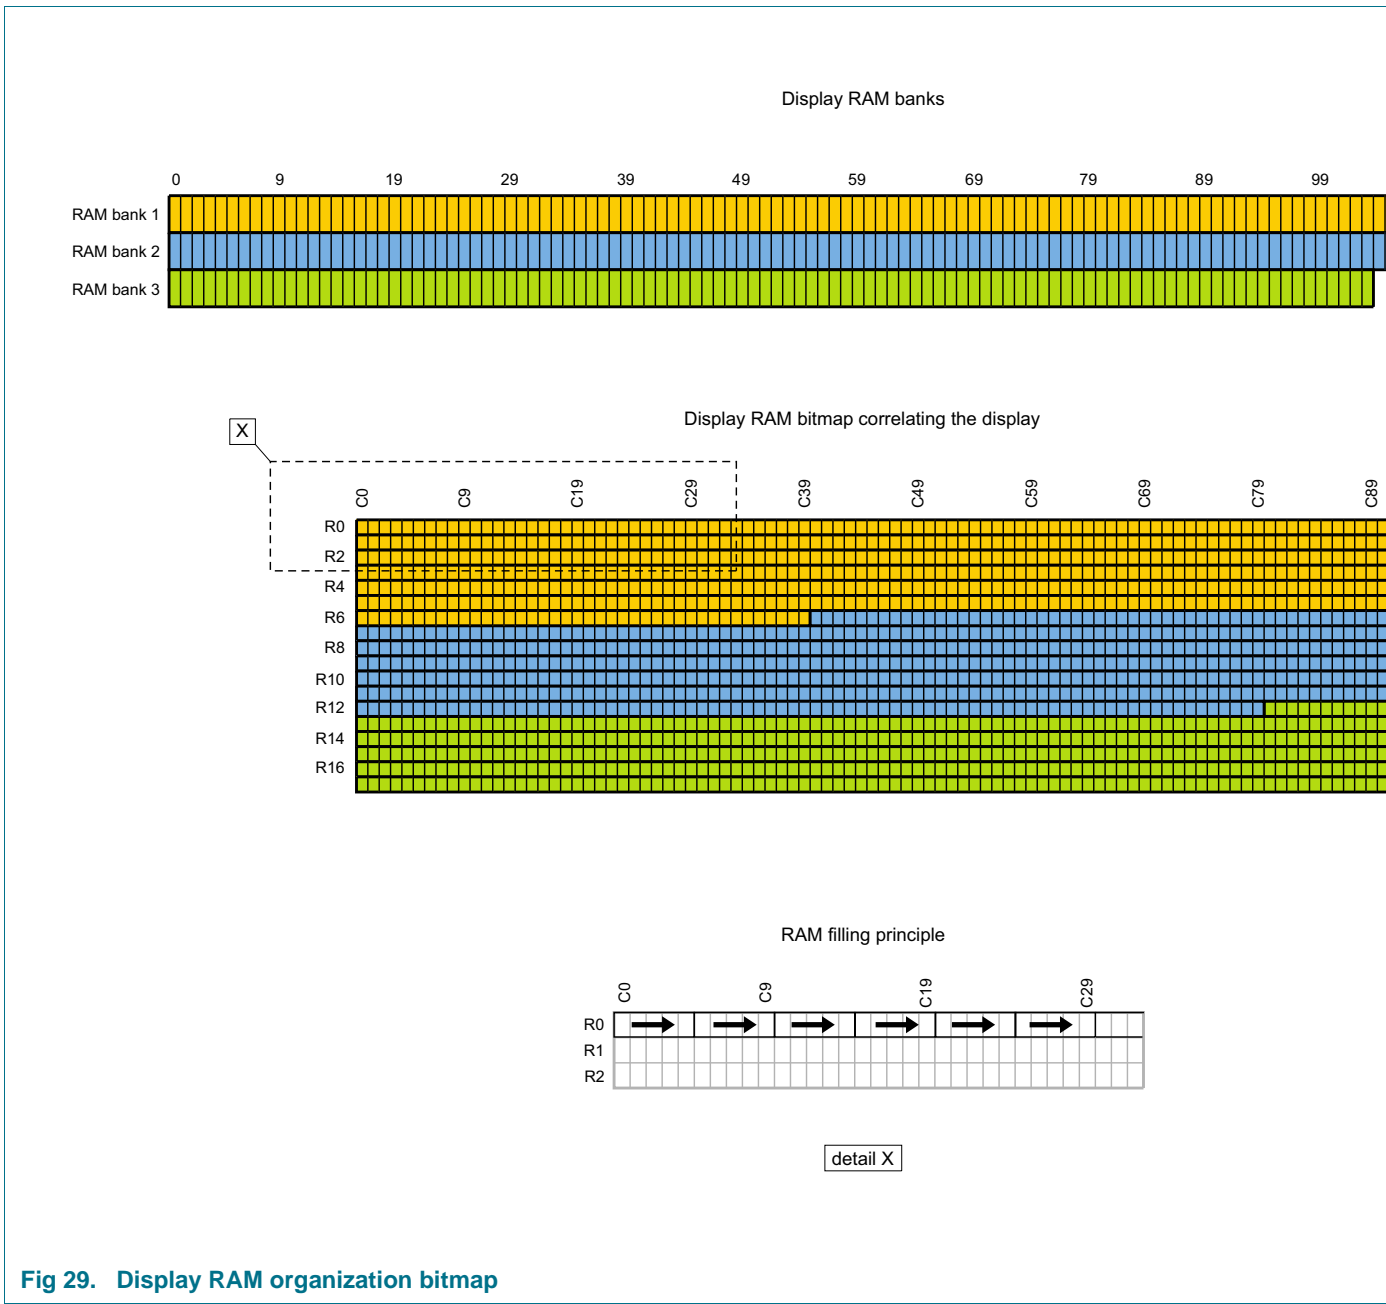 Display RAM banks
0 9 19 29 39 49 59 69 79 89 99
RAM bank 1
RAM bank 2
RAM bank 3
Display RAM bitmap correlating the display
X
C0 C9 C19 C29 C39 C49 C59 C69 C79 C89
R0
R2
R4
R6
R8
R10
R12
R14
R16
RAM filling principle
C0 C9 C19 C29
R0
R1
R2
detail X
Fig 29. Display RAM organization bitmap